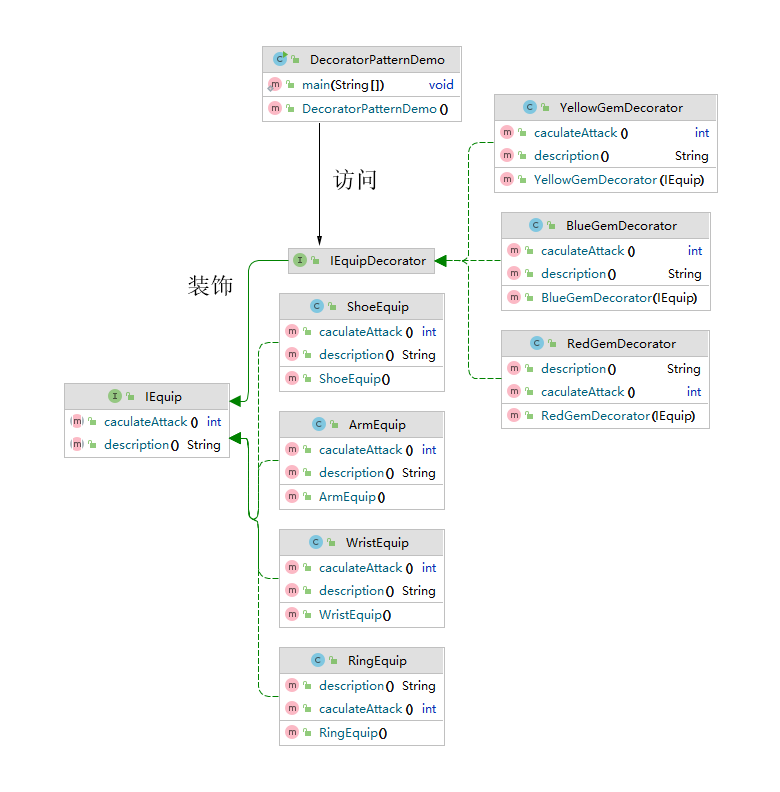 DecoratorPatternDemo
main(String[]) void
DecoratorPatternDemo()
访问
YellowGemDecorator
caculateAttack() int
description() String
YellowGemDecorator(IEquip)
BlueGemDecorator
caculateAttack() int
description() String
BlueGemDecorator(IEquip)
RedGemDecorator
description() String
caculateAttack() int
RedGemDecorator(IEquip)
IEquipDecorator
装饰
IEquip
caculateAttack() int
description() String
ShoeEquip
caculateAttack() int
description() String
ShoeEquip()
ArmEquip
caculateAttack() int
description() String
ArmEquip()
WristEquip
caculateAttack() int
description() String
WristEquip()
RingEquip
description() String
caculateAttack() int
RingEquip()